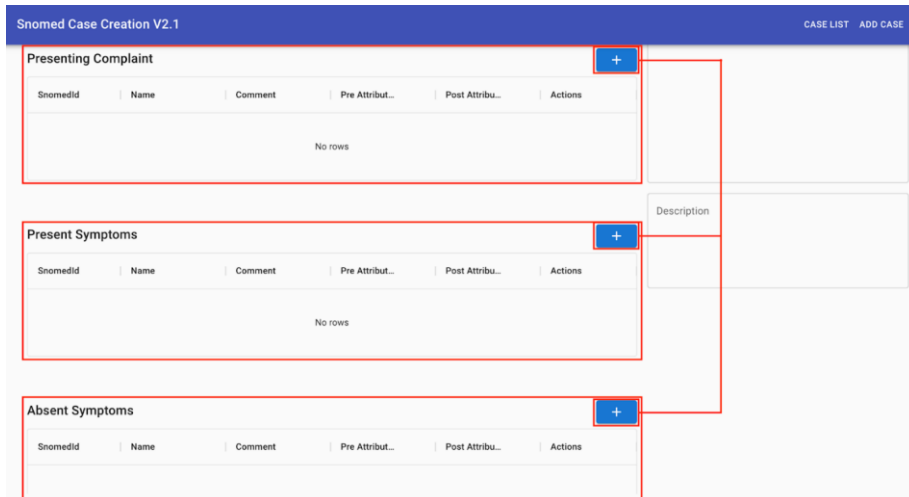 Snomed Case Creation V2.1 CASE LIST ADD CASE
Presenting Complaint +
SnomedId Name Comment Pre Attribut... Post Attribu... Actions
No rows
Description
Present Symptoms +
SnomedId Name Comment Pre Attribut... Post Attribu... Actions
No rows
Absent Symptoms +
SnomedId Name Comment Pre Attribut... Post Attribu... Actions